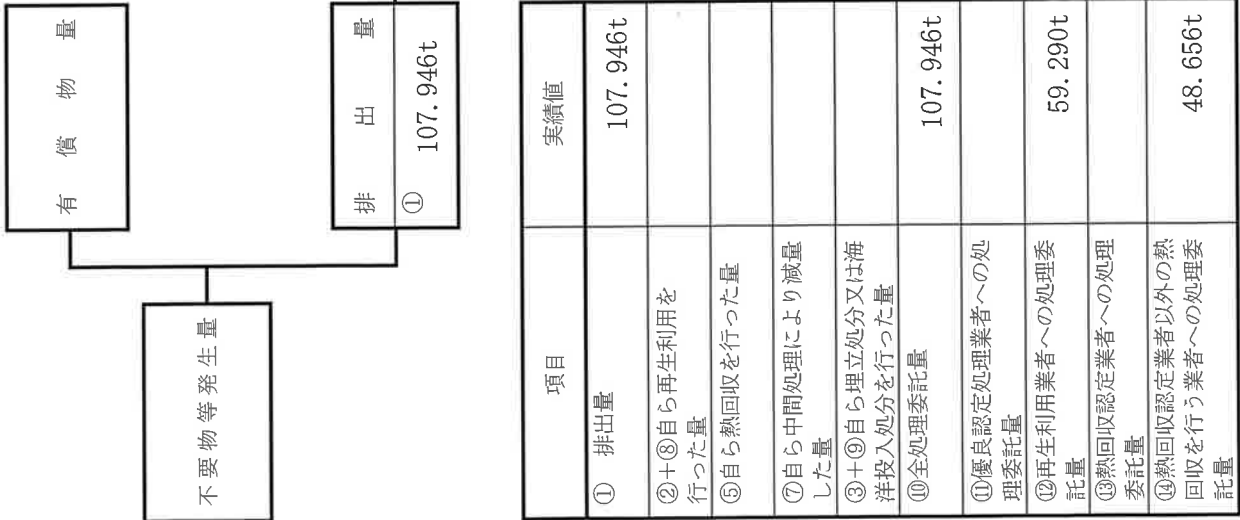 有償物量
不要物等発生量
排出量
① 107.946t
項目 実績値
① 排出量 107.946t
②+⑧自ら再生利用を
行った量
⑤自ら熱回収を行った量
⑦自ら中間処理により減量
した量
③+⑨自ら埋立処分又は海
洋投入処分を行った量
⑩全処理委託量 107.946t
⑪優良認定処理業者への処
理委託量
⑫再生利用業者への処理委
託量 59.290t
⑬熱回収認定業者への処理
委託量
⑭熱回収認定業者以外の熱
回収を行う業者への処理委
託量 48.656t